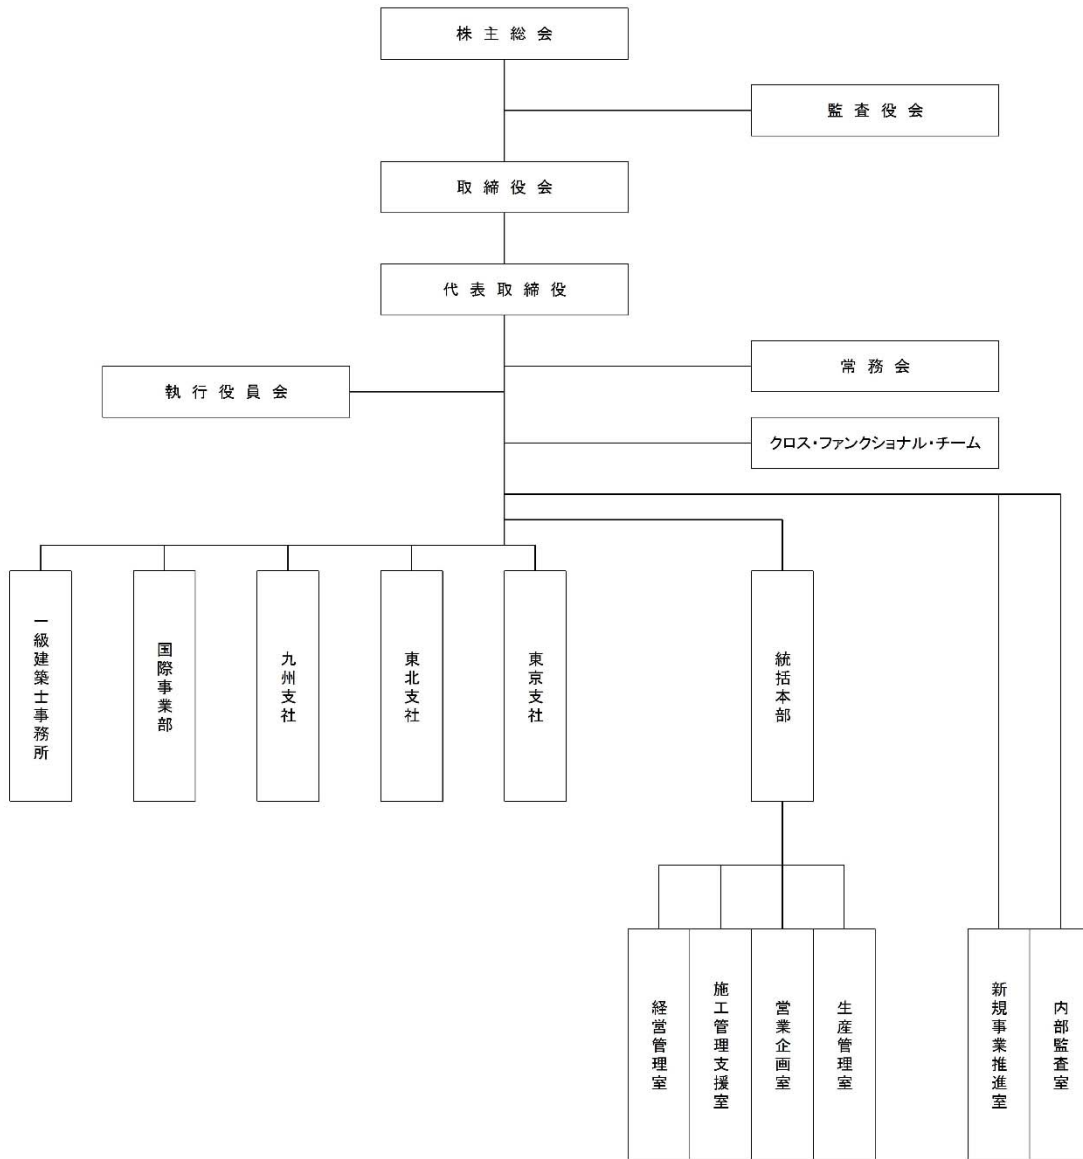 株主総会
監査役会
取締役会
代表取締役
常務会
執行役員会
クロス・ファンクショナル・チーム
一級建築士事務所
国際事業部
九州支社
東北支社
東京支社
統括本部
経営管理室
施工管理支援室
営業企画室
生産管理室
新規事業推進室
内部監査室